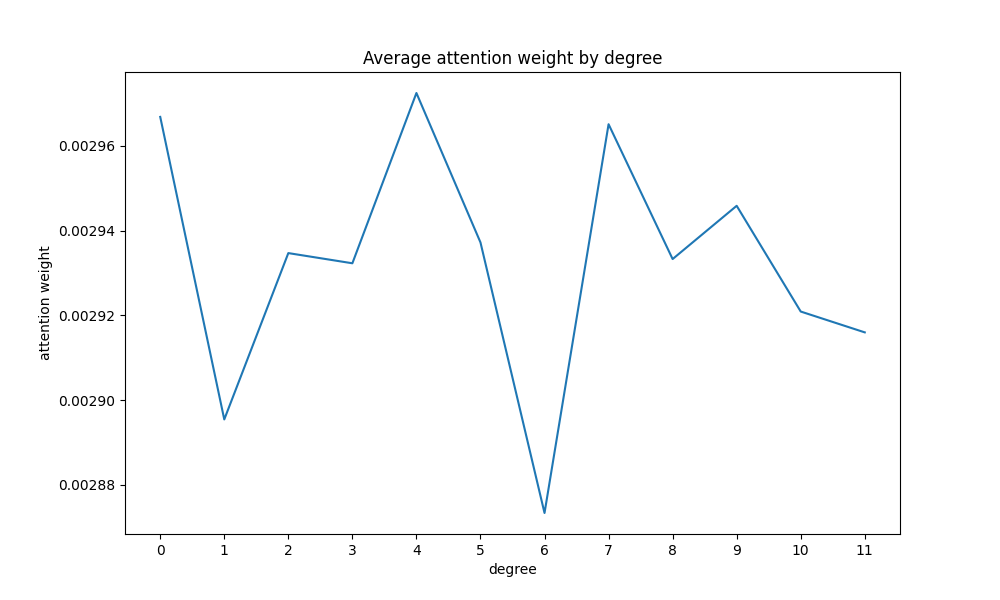 Average attention weight by degree
0.00296
0.00294
0.00292
0.00290
0.00288
attention weight
0 1 2 3 4 5 6 7 8 9 10 11
degree